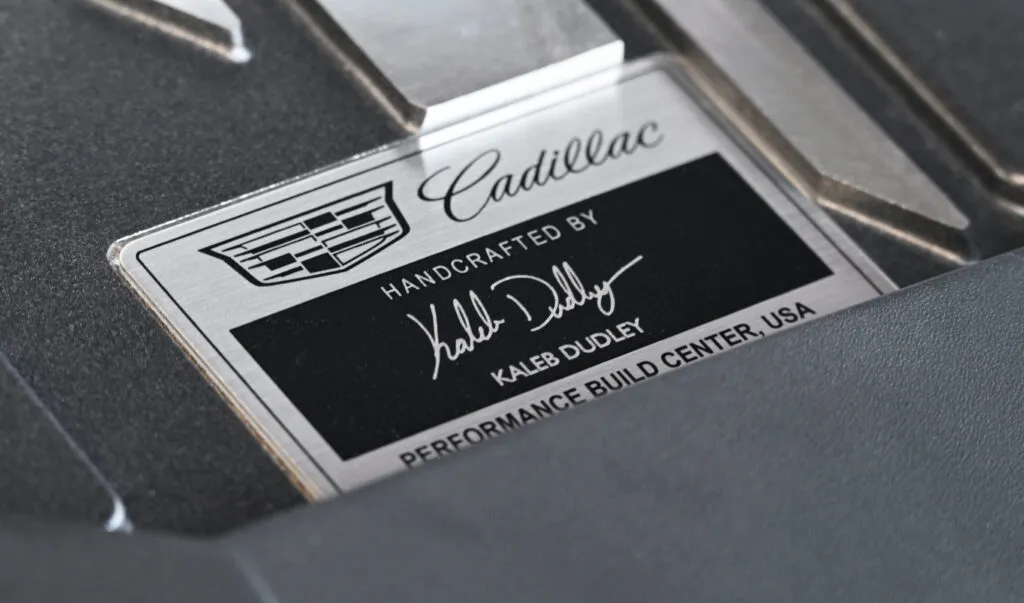 Cadillac
HANDCRAFTED BY
Kaleb Dudley
KALEB DUDLEY
PERFORMANCE BUILD CENTER, USA